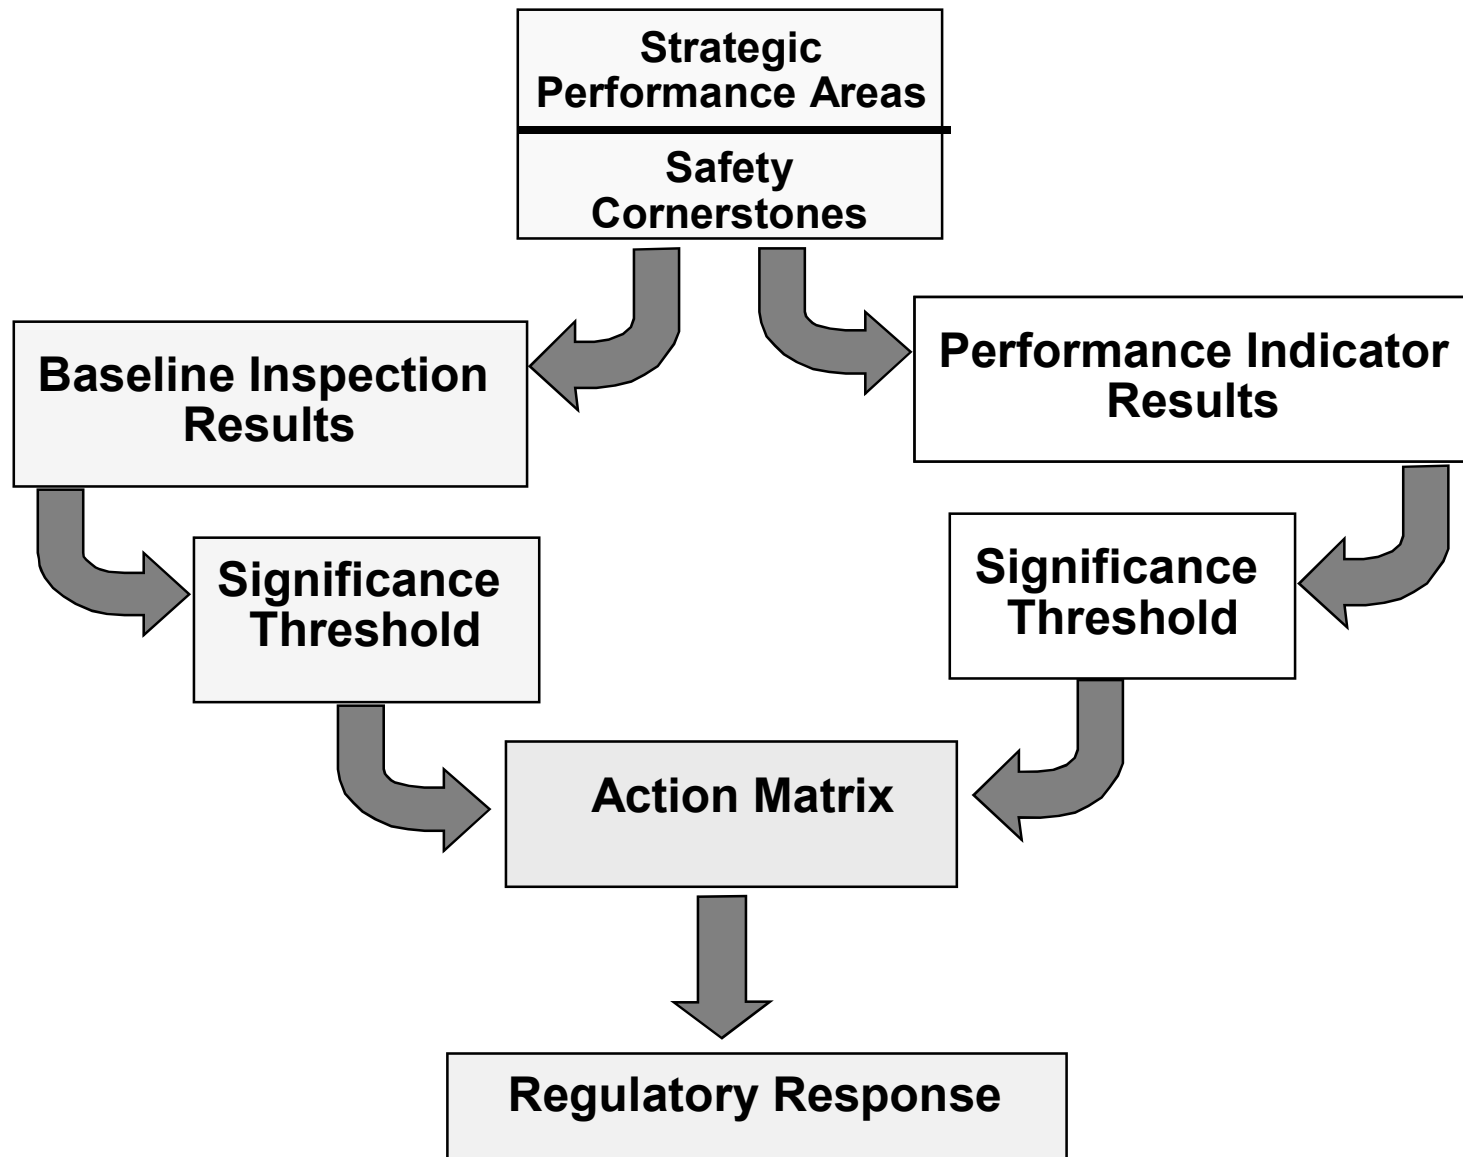 Strategic
Performance Areas
Safety
Cornerstones
Baseline Inspection
Results
Performance Indicator
Results
Significance
Threshold
Significance
Threshold
Action Matrix
Regulatory Response